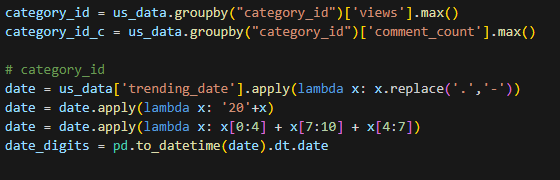 category_id = us_data.groupby("category_id")['views'].max()
category_id_c = us_data.groupby("category_id")['comment_count'].max()
# category_id
date = us_data['trending_date'].apply(lambda x: x.replace('.','-'))
date = date.apply(lambda x: '20'+x)
date = date.apply(lambda x: x[0:4] + x[7:10] + x[4:7])
date_digits = pd.to_datetime(date).dt.date